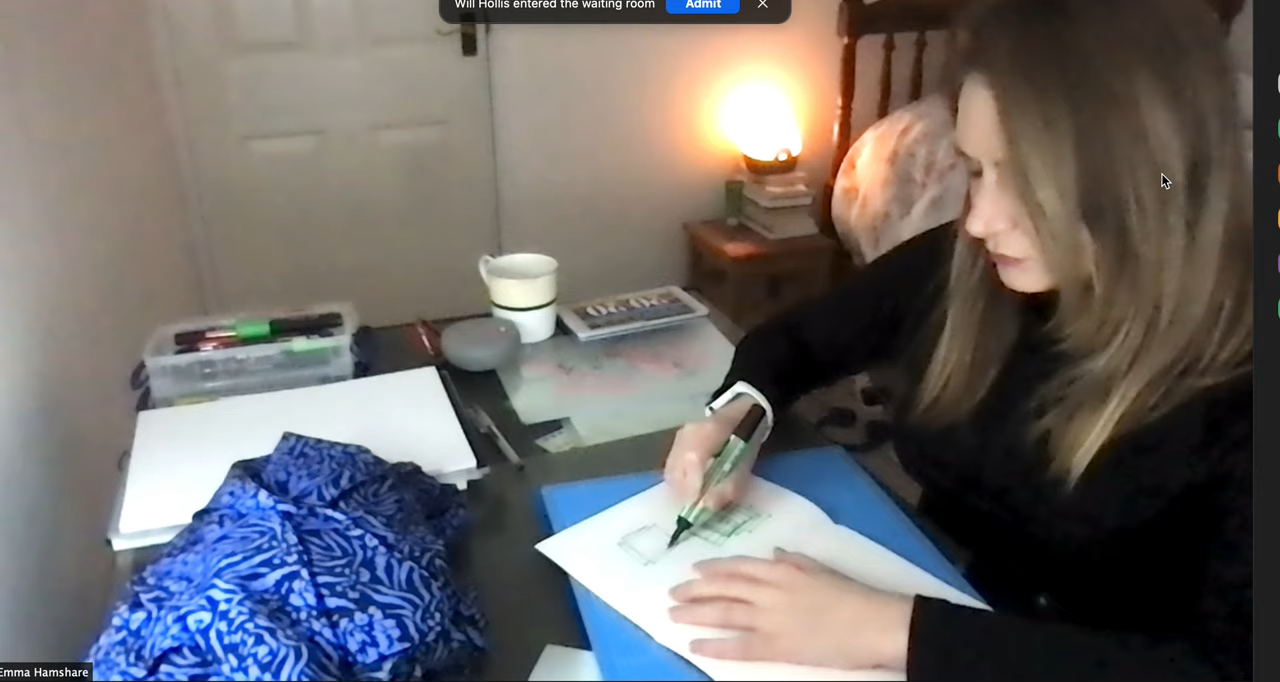 Will Hollis entered the waiting room
Admit
Emma Hamshare